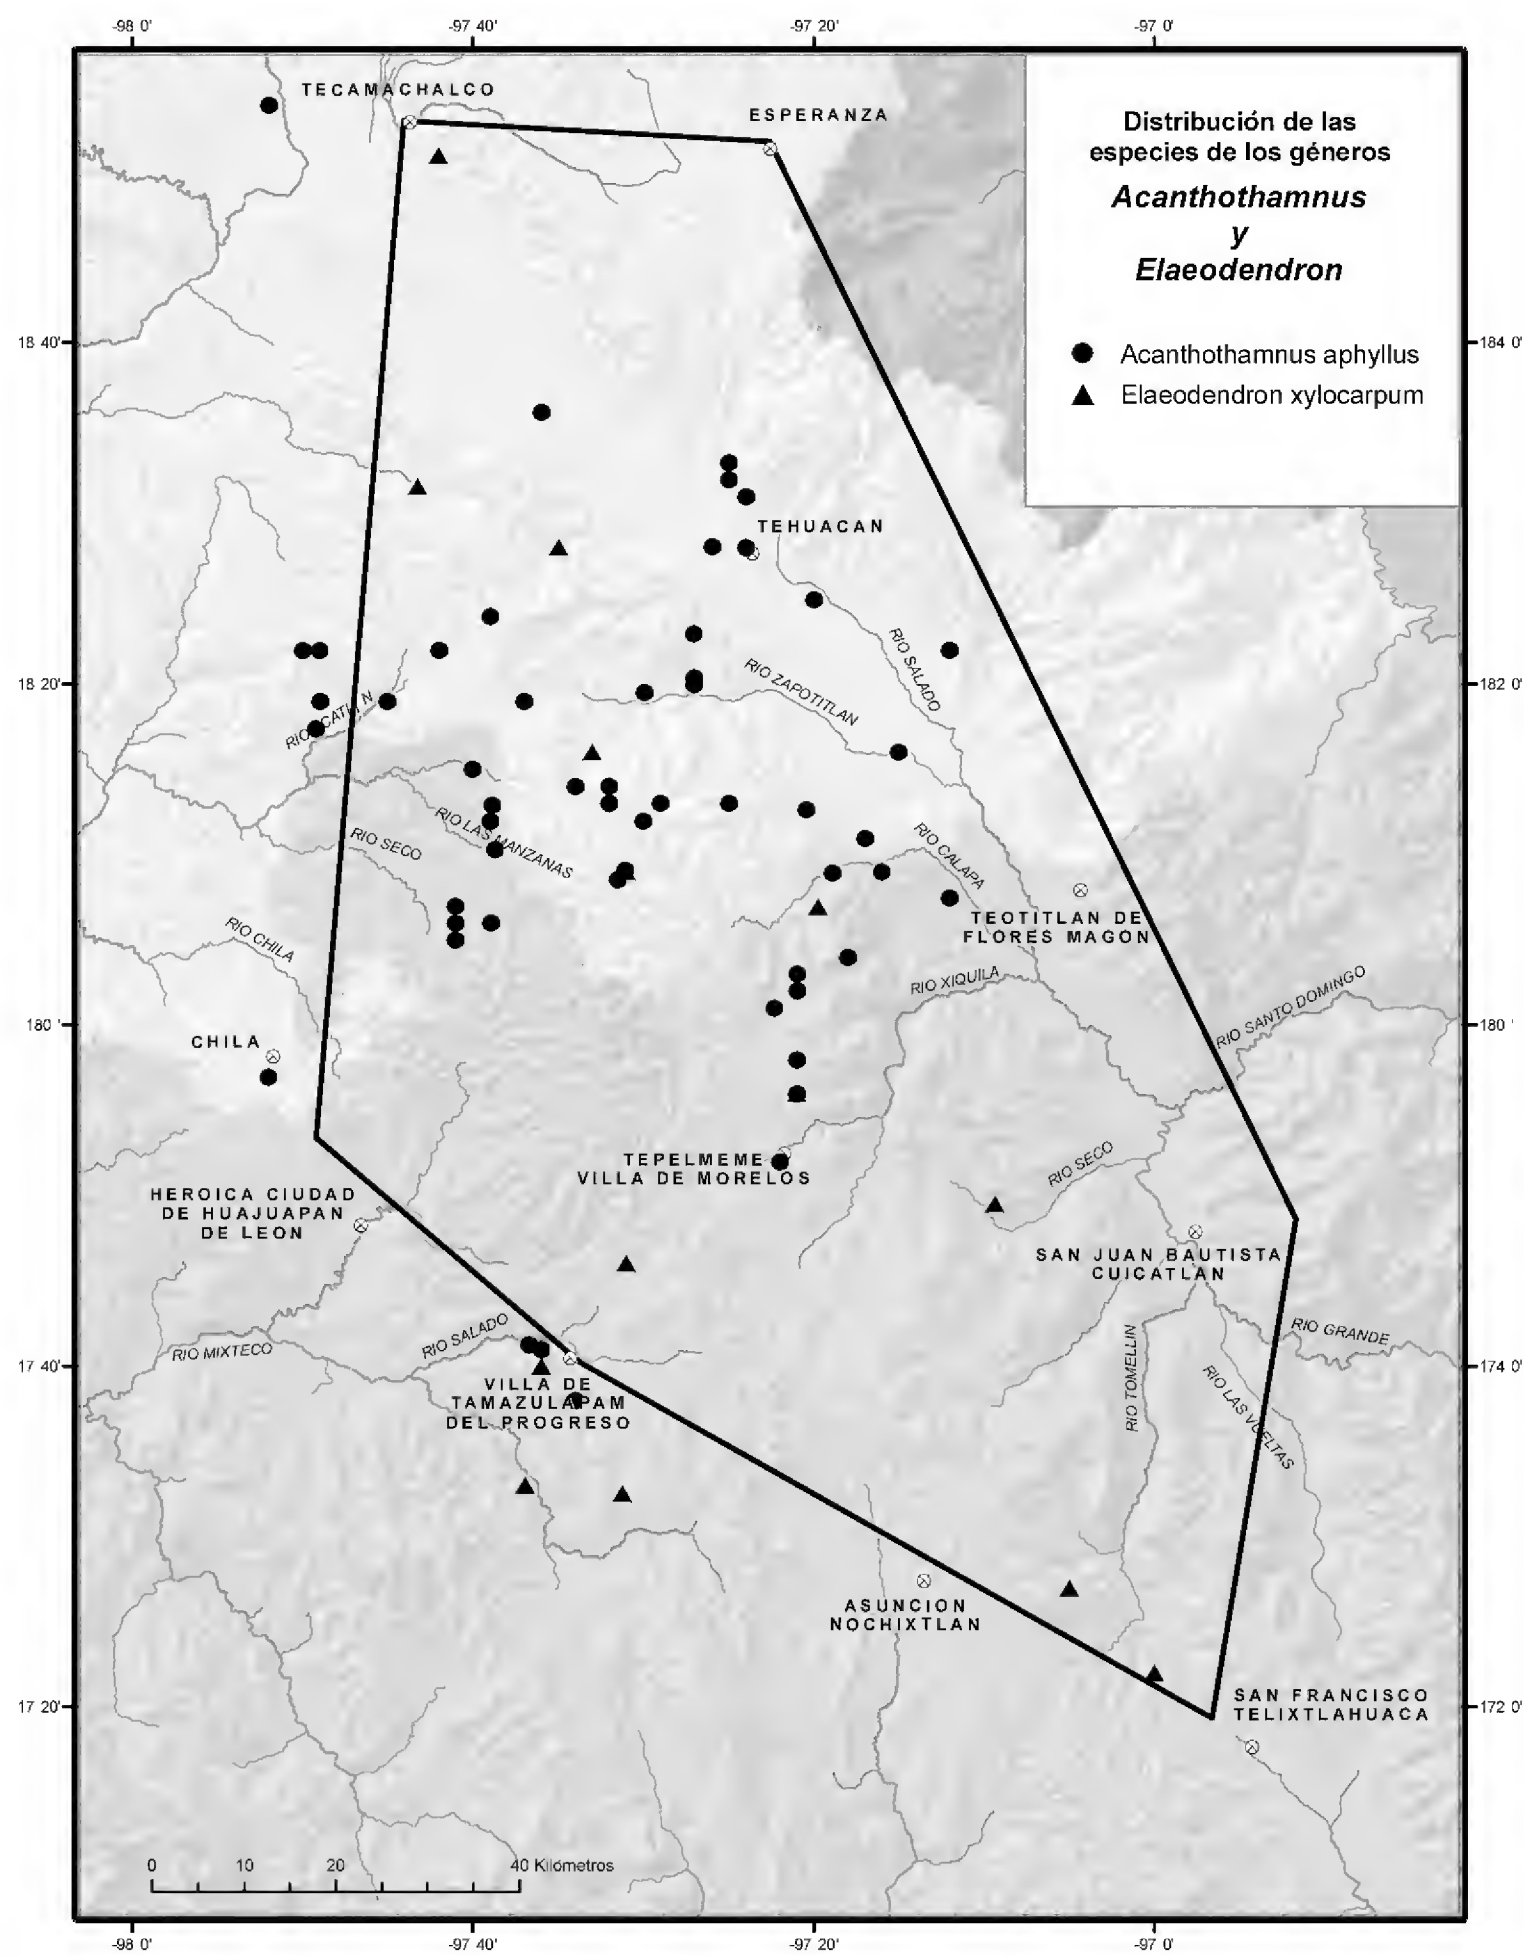 -98 0'
-97 40'
-97 20'
-97 0'
TECAMACHALCO
ESPERANZA
Distribución de las
especies de los géneros
Acanthothamnus
y
Elaeodendron
Acanthothamnus aphyllus
Elaeodendron xylocarpum
18 40'
184 0'
TEHUACAN
RIO SALADO
RIO ZAPOTITLAN
18 20'
182 0'
RIO LAS MANZANAS
RIO SECO
RIO CALAPA
TEOTITLAN DE
FLORES MAGON
RIO CHILA
RIO XIQUILA
RIO SANTO DOMINGO
180 '
180 '
CHILA
TEPELMEME
VILLA DE MORELOS
RIO SECO
HEROICA CIUDAD
DE HUAJUAPAN
DE LEON
SAN JUAN BAUTISTA
CUICATLAN
RIO SALADO
RIO MIXTECO
RIO GRANDE
RIO TOMELLIN
RIO LAS VUELTAS
17 40'
174 0'
VILLA DE
TAMAZULAPAM
DEL PROGRESO
ASUNCION
NOCHIXTLAN
SAN FRANCISCO
TELIXTLAHUACA
17 20'
172 0'
0 10 20 40 Kilómetros
-98 0'
-97 40'
-97 20'
-97 0'